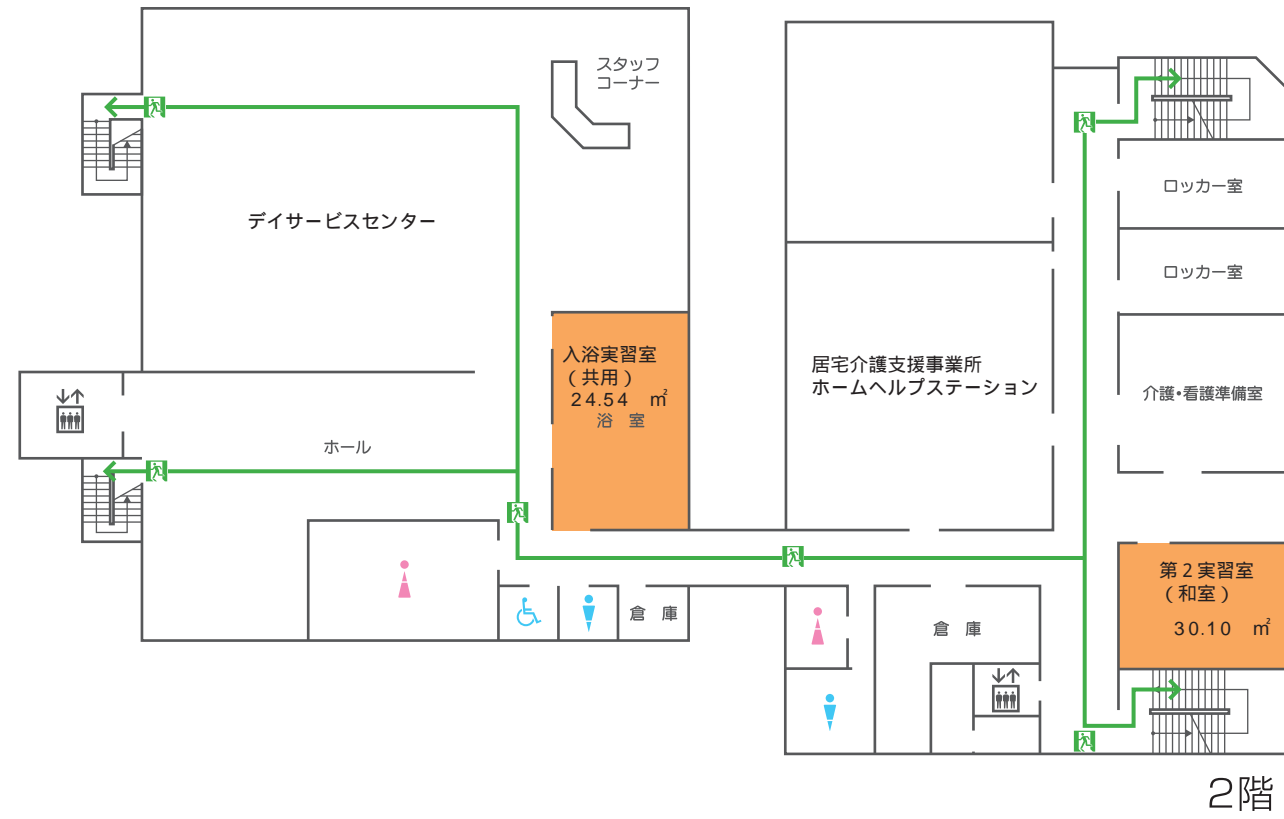 スタッフ
コーナー
デイサービスセンター
ロッカー室
ロッカー室
入浴実習室
(共用)
24.54 ㎡
浴 室
居宅介護支援事業所
ホームヘルプステーション
介護・看護準備室
ホール
第2実習室
(和室)
30.10 ㎡
倉 庫
倉 庫
2階